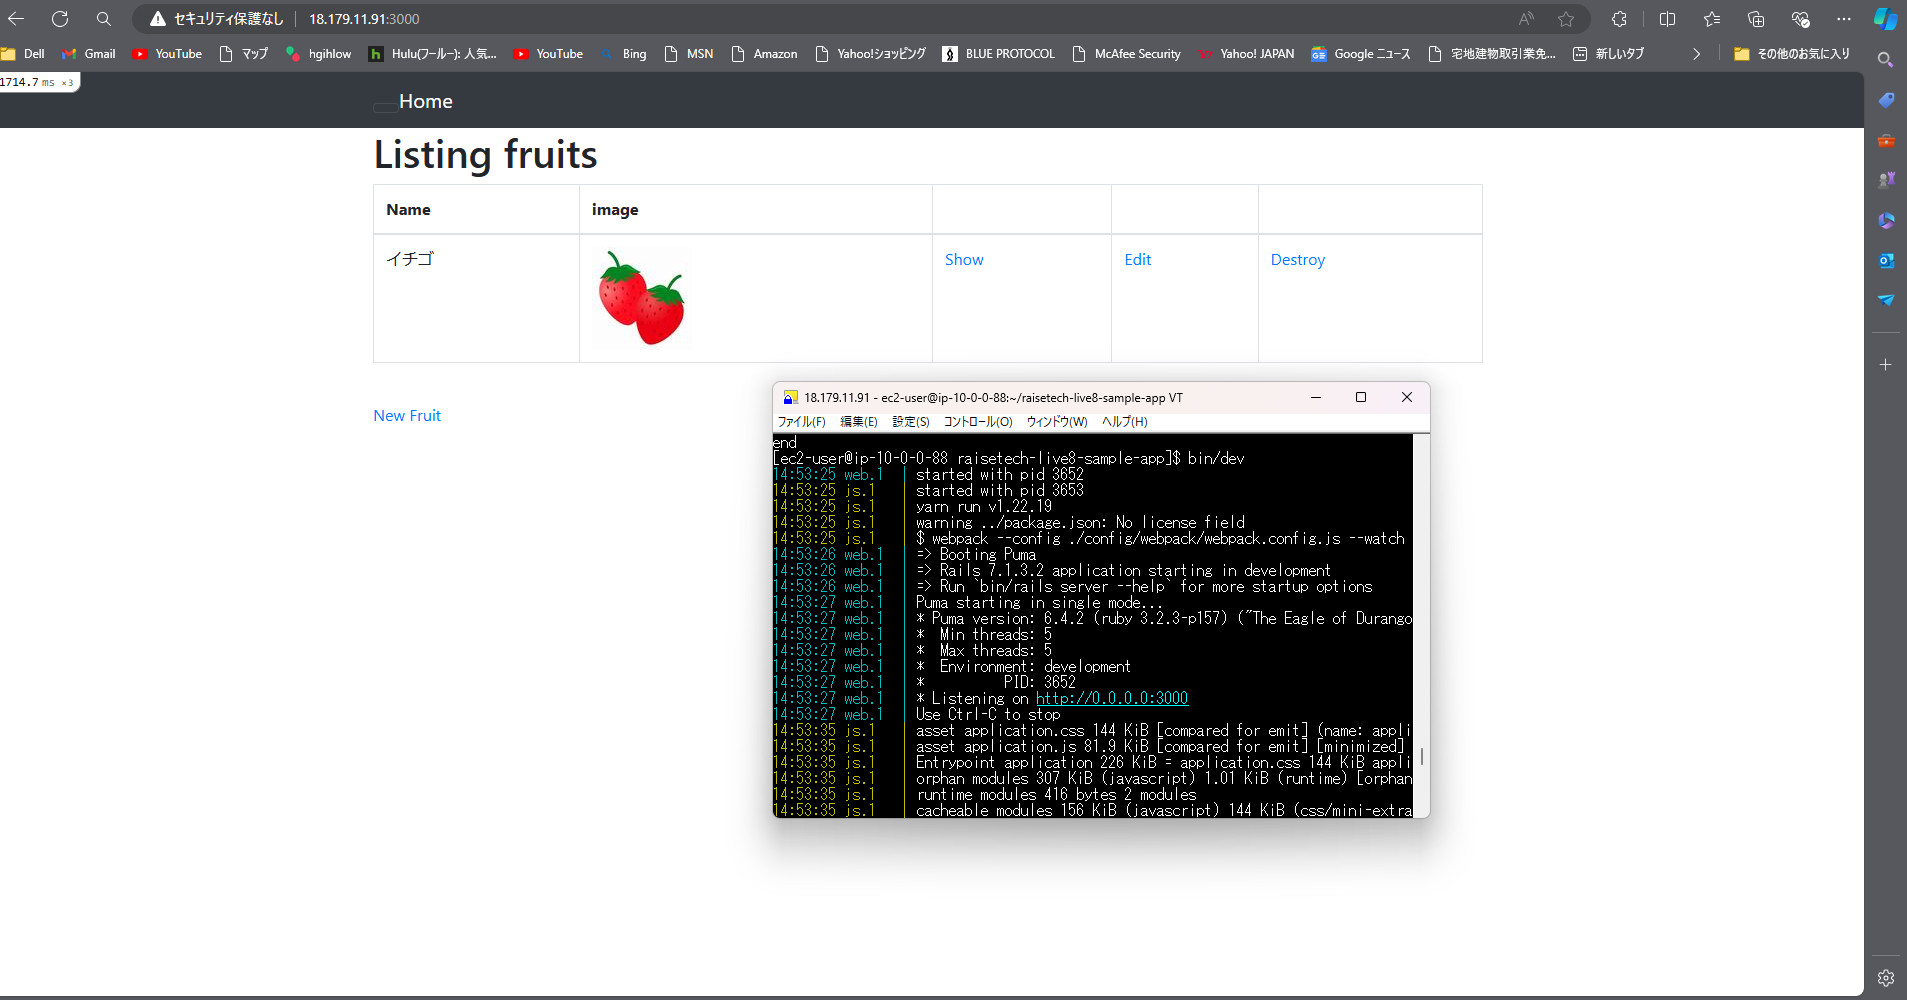 セキュリティ保護なし 18.179.11.91:3000
Dell Gmail YouTube マップ hgihlow Hulu(フールー): 人気... YouTube Bing MSN Amazon Yahoo!ショッピング BLUE PROTOCOL McAfee Security Yahoo! JAPAN Google ニュース 宅地建物取引業免... 新しいタブ その他のお気に入り
1714.7 ms ×3
Home
Listing fruits
Name image
イチゴ Show Edit Destroy
New Fruit
18.179.11.91 - ec2-user@ip-10-0-0-88:~/raisetech-live8-sample-app VT
ファイル(F) 編集(E) 設定(S) コントロール(O) ウィンドウ(W) ヘルプ(H)
end
[ec2-user@ip-10-0-0-88 raisetech-live8-sample-app]$ bin/dev
14:53:25 web.1 | started with pid 3652
14:53:25 js.1 | started with pid 3653
14:53:25 js.1 | yarn run v1.22.19
14:53:25 js.1 | warning ../package.json: No license field
14:53:25 js.1 | $ webpack --config ./config/webpack/webpack.config.js --watch
14:53:26 web.1 | => Booting Puma
14:53:26 web.1 | => Rails 7.1.3.2 application starting in development
14:53:26 web.1 | => Run `bin/rails server --help` for more startup options
14:53:27 web.1 | Puma starting in single mode...
14:53:27 web.1 | * Puma version: 6.4.2 (ruby 3.2.3-p157) ("The Eagle of Durango
14:53:27 web.1 | * Min threads: 5
14:53:27 web.1 | * Max threads: 5
14:53:27 web.1 | * Environment: development
14:53:27 web.1 | * PID: 3652
14:53:27 web.1 | * Listening on http://0.0.0.0:3000
14:53:27 web.1 | Use Ctrl-C to stop
14:53:35 js.1 | asset application.css 144 KiB [compared for emit] (name: appli
14:53:35 js.1 | asset application.js 81.9 KiB [compared for emit] [minimized]
14:53:35 js.1 | Entrypoint application 226 KiB = application.css 144 KiB appli
14:53:35 js.1 | orphan modules 307 KiB (javascript) 1.01 KiB (runtime) [orphan
14:53:35 js.1 | runtime modules 416 bytes 2 modules
14:53:35 js.1 | cacheable modules 156 KiB (javascript) 144 KiB (css/mini-extra